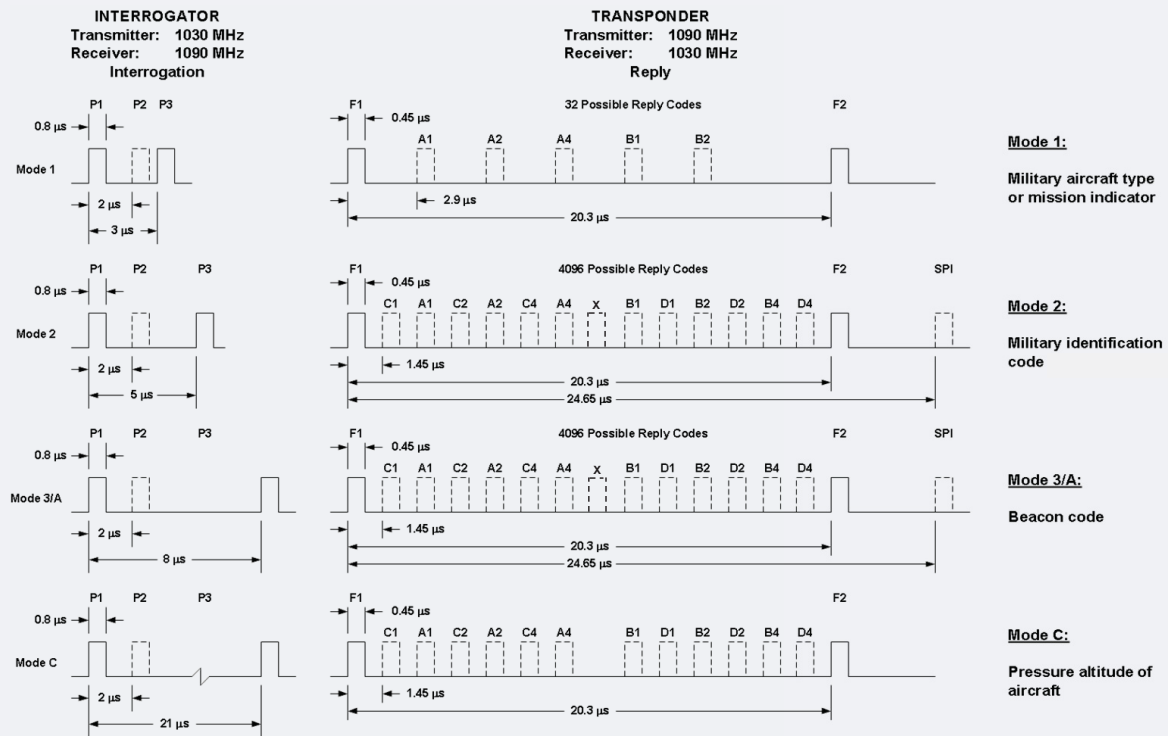 INTERROGATOR
Transmitter: 1030 MHz
Receiver: 1090 MHz
Interrogation
TRANSPONDER
Transmitter: 1090 MHz
Receiver: 1030 MHz
Reply
P1 P2 P3
0.8 µs
Mode 1
2 µs
3 µs
F1 32 Possible Reply Codes F2
0.45 µs
A1 A2 A4 B1 B2
2.9 µs
20.3 µs
Mode 1:
Military aircraft type
or mission indicator
P1 P2 P3
0.8 µs
Mode 2
2 µs
5 µs
F1 4096 Possible Reply Codes F2 SPI
0.45 µs
C1 A1 C2 A2 C4 A4 X B1 D1 B2 D2 B4 D4
1.45 µs
20.3 µs
24.65 µs
Mode 2:
Military identification
code
P1 P2 P3
0.8 µs
Mode 3/A
2 µs
8 µs
F1 4096 Possible Reply Codes F2 SPI
0.45 µs
C1 A1 C2 A2 C4 A4 X B1 D1 B2 D2 B4 D4
1.45 µs
20.3 µs
24.65 µs
Mode 3/A:
Beacon code
P1 P2 P3
0.8 µs
Mode C
2 µs
21 µs
F1 F2
0.45 µs
C1 A1 C2 A2 C4 A4 B1 D1 B2 D2 B4 D4
1.45 µs
20.3 µs
Mode C:
Pressure altitude of
aircraft